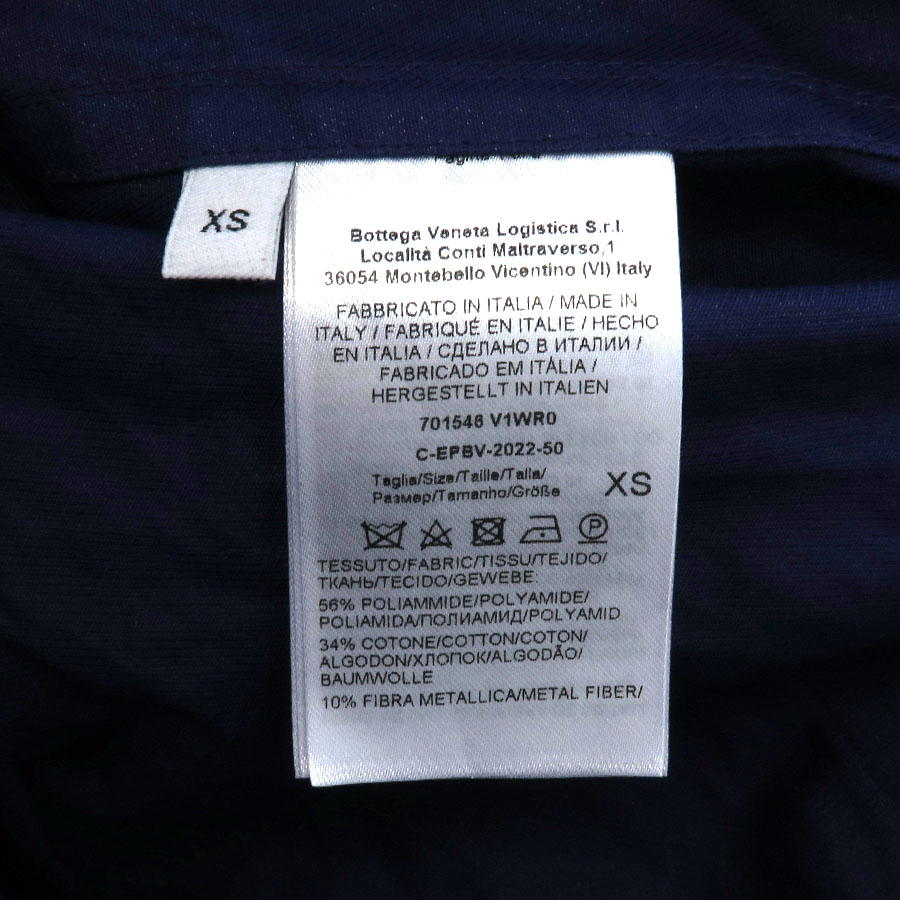 XS
Bottega Veneta Logistica S.r.l.
Località Conti Maltraverso,1
36054 Montebello Vicentino (VI) Italy
FABBRICATO IN ITALIA / MADE IN
ITALY / FABRIQUÉ EN ITALIE / HECHO
EN ITALIA / СДЕЛАНО В ИТАЛИИ /
FABRICADO EM ITÀLIA /
HERGESTELLT IN ITALIEN
701546 V1WR0
C-EPBV-2022-50
Taglia/Size/Taille/Talla/
Размер/Tamanho/Größe
XS
P
TESSUTO/FABRIC/TISSU/TEJIDO/
ТКАНЬ/TECIDO/GEWEBE:
56% POLIAMMIDE/POLYAMIDE/
POLIAMIDA/ПОЛИАМИД/POLYAMID
34% COTONE/COTTON/COTON/
ALGODON/ХЛОПОК/ALGODÃO/
BAUMWOLLE
10% FIBRA METALLICA/METAL FIBER/